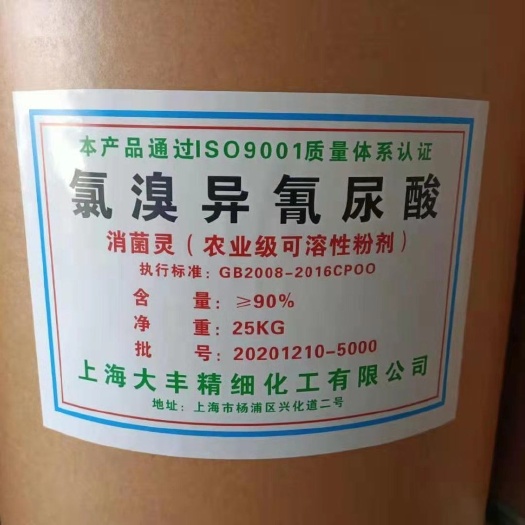 本产品通过ISO9001质量体系认证
氯溴异氰尿酸
消菌灵（农业级可溶性粉剂）
执行标准：GB2008-2016CPOO
含 量：≥90%
净 重：25KG
批 号：20201210-5000
上海大丰精细化工有限公司
地址：上海市杨浦区兴化道二号